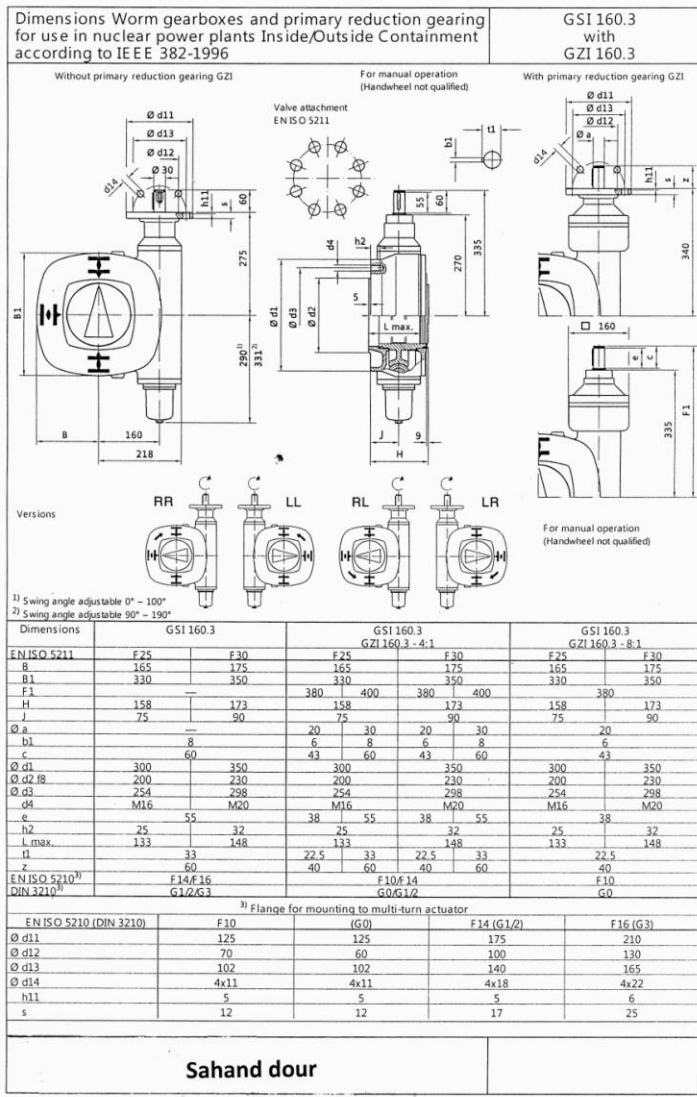 Dimensions Worm gearboxes and primary reduction gearing
for use in nuclear power plants Inside/Outside Containment
according to IEEE 382-1996
GSI 160.3
with
GZI 160.3
Without primary reduction gearing GZI
For manual operation
(Handwheel not qualified)
With primary reduction gearing GZI
Valve attachment
EN ISO 5211
Ø d11
Ø d13
Ø d12
Ø 30
d14
h11
s
60
275
290 1)
331 2)
B1
B
160
218
b1
t1
d4
h2
55
60
270
335
5
Ø d1
Ø d3
Ø d2
L max.
J
9
H
Ø d11
Ø d13
Ø d12
Ø a
d14
h11
s
z
340
□ 160
e
c
335
F1
Versions
RR
LL
RL
LR
For manual operation
(Handwheel not qualified)
1) Swing angle adjustable 0° – 100°
2) Swing angle adjustable 90° – 190°
Dimensions GSI 160.3 GSI 160.3 GSI 160.3
GZI 160.3 - 4:1 GZI 160.3 - 8:1
EN ISO 5211 F25 F30 F25 F30 F25 F30
B 165 175 165 175 165 175
B1 330 350 330 350 330 350
F1 — 380 400 380 400 380
H 158 173 158 173 158 173
J 75 90 75 90 75 90
Ø a — 20 30 20 30 20
b1 8 6 8 6 8 6
c 60 43 60 43 60 43
Ø d1 300 350 300 350 300 350
Ø d2 f8 200 230 200 230 200 230
Ø d3 254 298 254 298 254 298
d4 M16 M20 M16 M20 M16 M20
e 55 38 55 38 55 38
h2 25 32 25 32 25 32
L max. 133 148 133 148 133 148
t1 33 22.5 33 22.5 33 22.5
z 60 40 60 40 60 40
EN ISO 5210 3) F14/F16 F10/F14 F10
DIN 3210 3) G1/2/G3 G0/G1/2 G0
3) Flange for mounting to multi-turn actuator
EN ISO 5210 (DIN 3210) F10 (G0) F14 (G1/2) F16 (G3)
Ø d11 125 125 175 210
Ø d12 70 60 100 130
Ø d13 102 102 140 165
Ø d14 4x11 4x11 4x18 4x22
h11 5 5 5 6
s 12 12 17 25
Sahand dour